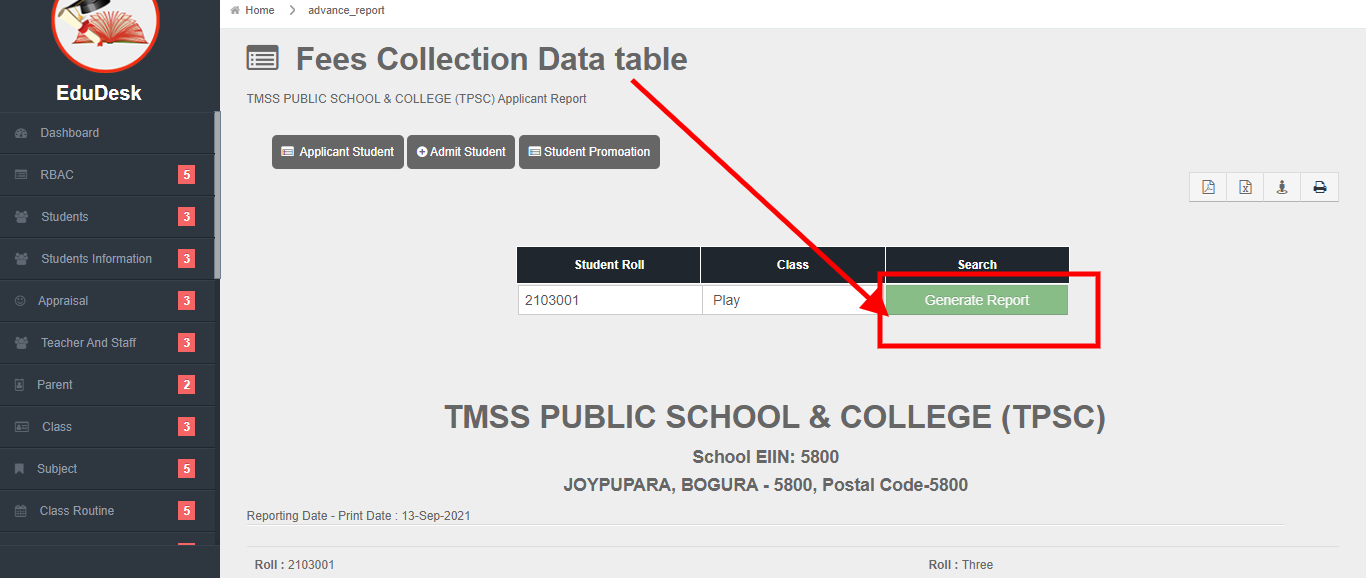 Home > advance_report
EduDesk
Dashboard
RBAC 5
Students 3
Students Information 3
Appraisal 3
Teacher And Staff 3
Parent 2
Class 3
Subject 5
Class Routine 5
Fees Collection Data table
TMSS PUBLIC SCHOOL & COLLEGE (TPSC) Applicant Report
Applicant Student Admit Student Student Promoation
Student Roll Class Search
2103001 Play Generate Report
TMSS PUBLIC SCHOOL & COLLEGE (TPSC)
School EIIN: 5800
JOYPUPARA, BOGURA - 5800, Postal Code-5800
Reporting Date - Print Date : 13-Sep-2021
Roll : 2103001 Roll : Three